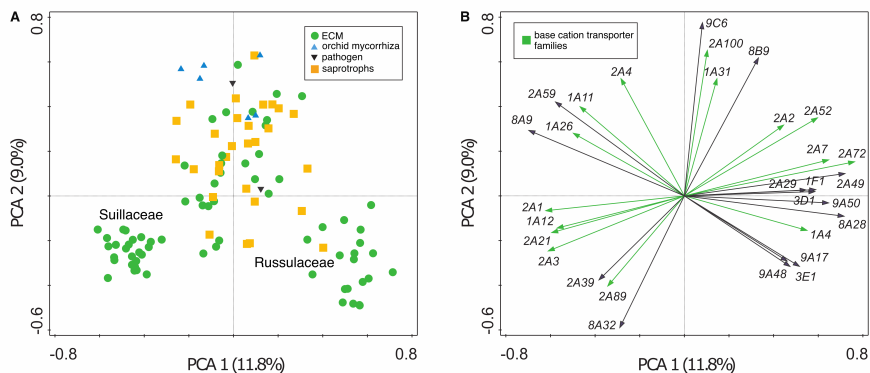 A
0.8
ECM
orchid mycorrhiza
pathogen
saprotrophs
PCA 2 (9.0%)
Suillaceae
Russulaceae
-0.6
-0.8
PCA 1 (11.8%)
0.8
B
base cation transporter
families
9C6
2A100
8B9
2A4
1A31
2A59
1A11
8A9
1A26
2A2
2A52
2A7
2A72
2A29
1F1
2A49
3D1
9A50
2A1
1A12
8A28
2A21
1A4
2A3
9A17
9A48
3E1
2A39
2A89
8A32
PCA 2 (9.0%)
0.8
-0.6
-0.8
PCA 1 (11.8%)
0.8